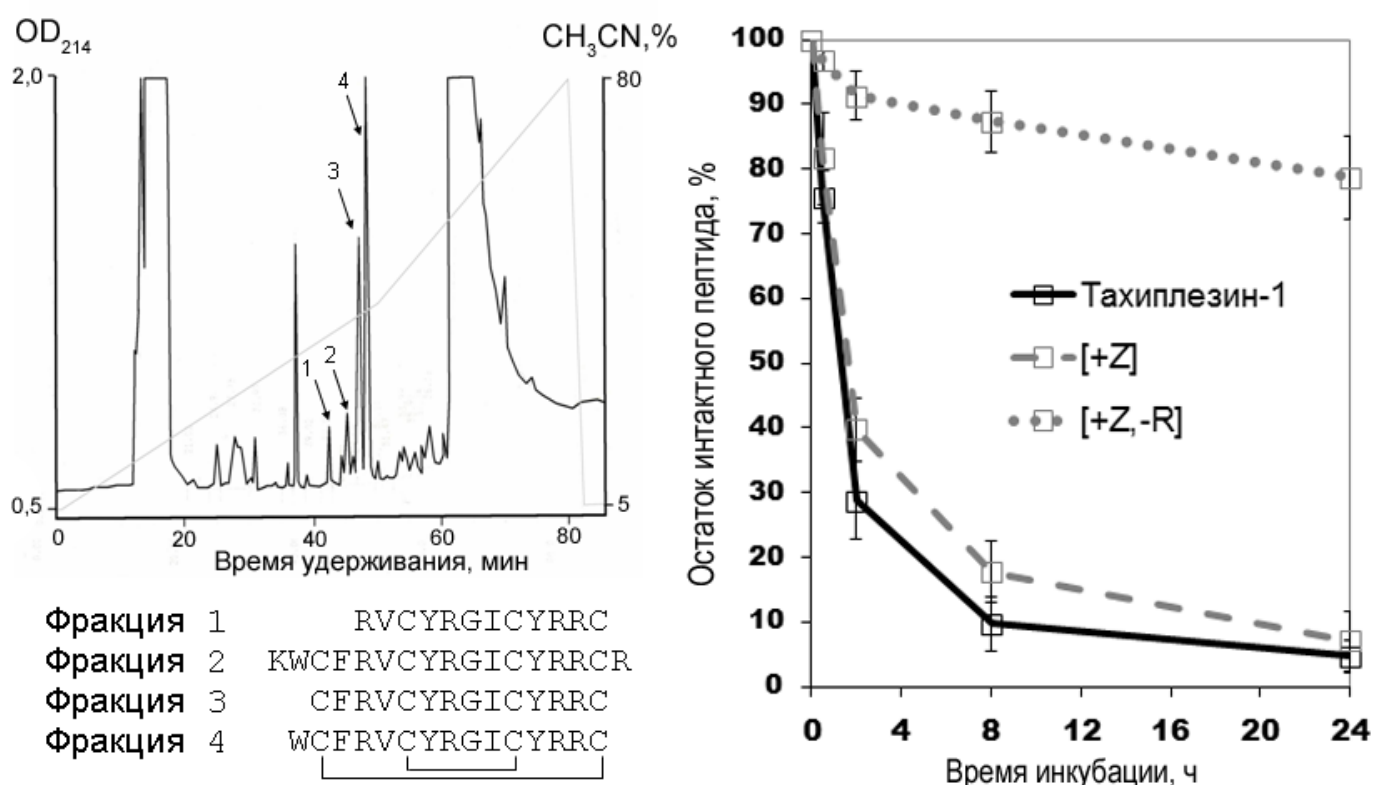 OD214
CH3CN,%
2,0
80
4
3
2
1
0,5
5
0
20
40
60
80
Время удерживания, мин
Фракция 1 RVCYRGICYRRC
Фракция 2 KWCFRVCYRGICYRRCR
Фракция 3 CFRVCYRGICYRRC
Фракция 4 WCFRVCYRGICYRRC
Остаток интактного пептида, %
100
90
80
70
60
50
40
30
20
10
0
Тахиплезин-1
[+Z]
[+Z,-R]
0
4
8
12
16
20
24
Время инкубации, ч